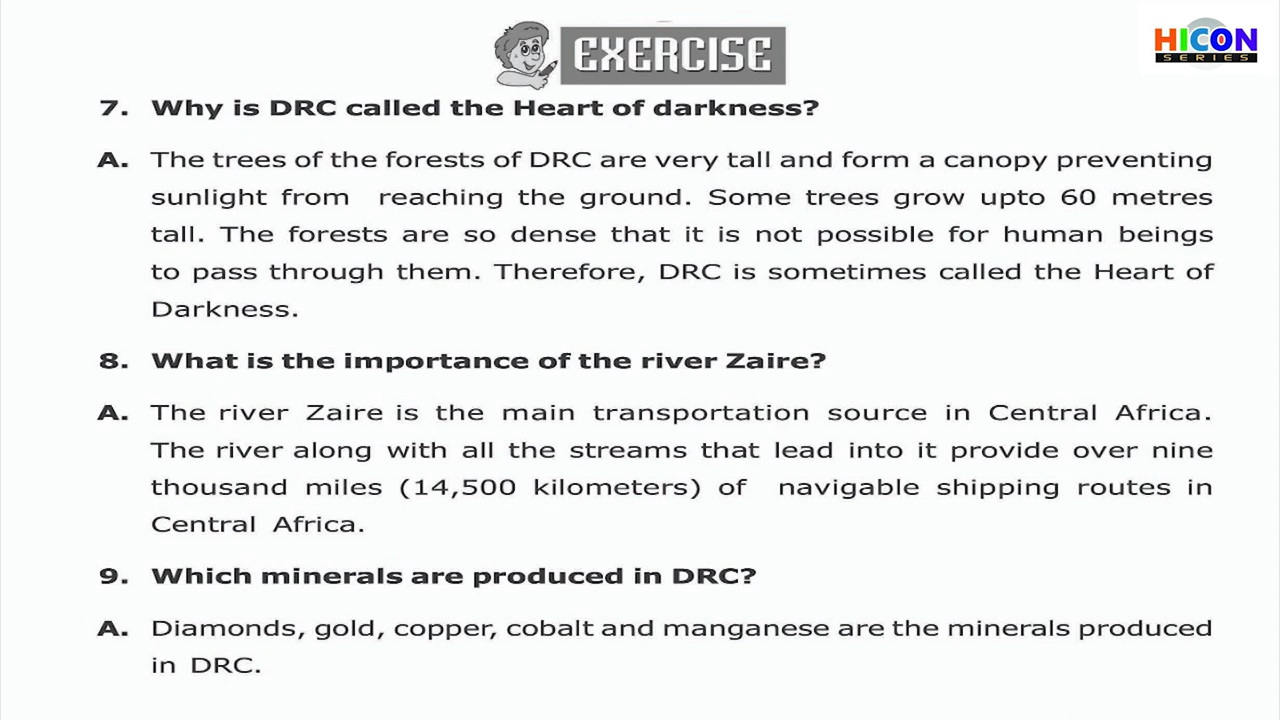 EXERCISE
HICON
SERIES
7. Why is DRC called the Heart of darkness?
A. The trees of the forests of DRC are very tall and form a canopy preventing
sunlight from reaching the ground. Some trees grow upto 60 metres
tall. The forests are so dense that it is not possible for human beings
to pass through them. Therefore, DRC is sometimes called the Heart of
Darkness.
8. What is the importance of the river Zaire?
A. The river Zaire is the main transportation source in Central Africa.
The river along with all the streams that lead into it provide over nine
thousand miles (14,500 kilometers) of navigable shipping routes in
Central Africa.
9. Which minerals are produced in DRC?
A. Diamonds, gold, copper, cobalt and manganese are the minerals produced
in DRC.